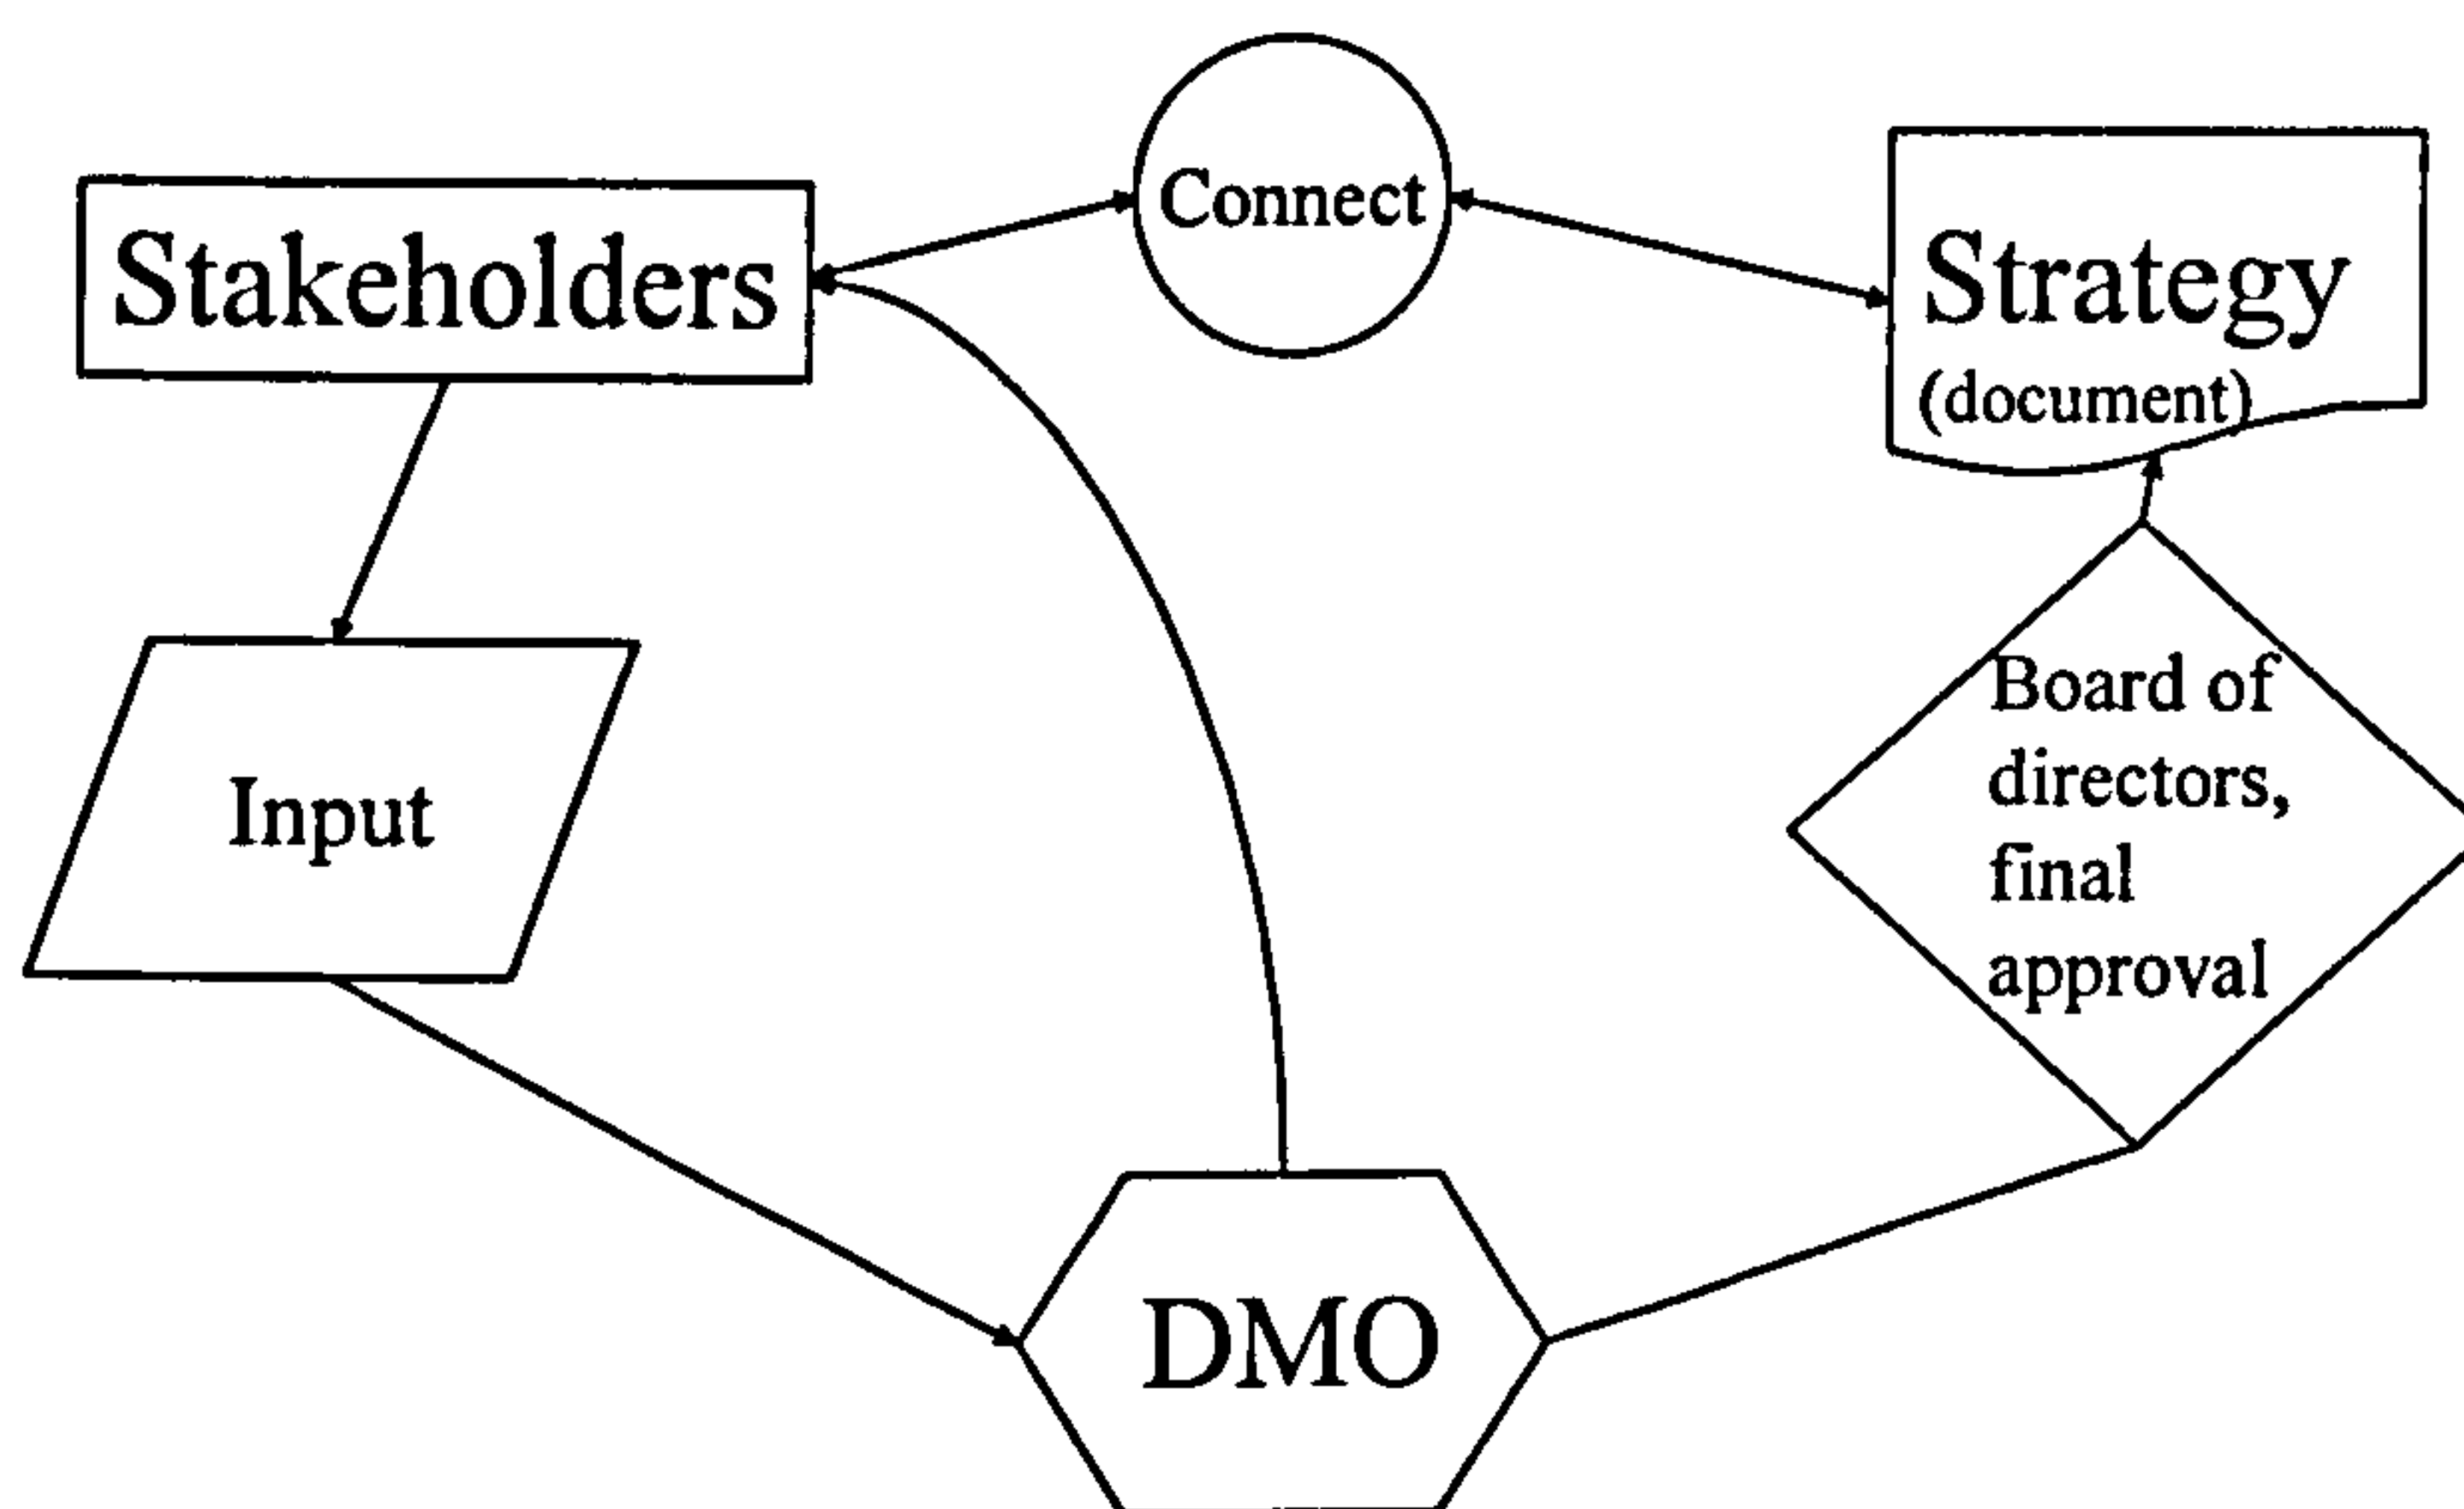 Connect
Stakeholders
Strategy
(document)
Input
Board of
directors,
final
approval
DMO